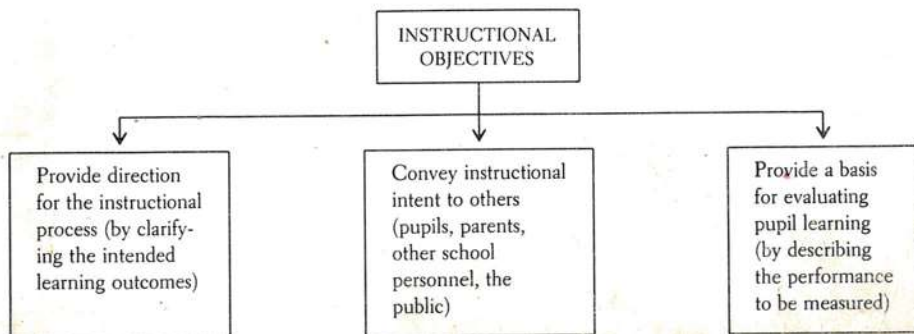 INSTRUCTIONAL
OBJECTIVES
Provide direction
for the instructional
process (by clarify-
ing the intended
learning outcomes)
Convey instructional
intent to others
(pupils, parents,
other school
personnel, the
public)
Provide a basis
for evaluating
pupil learning
(by describing
the performance
to be measured)